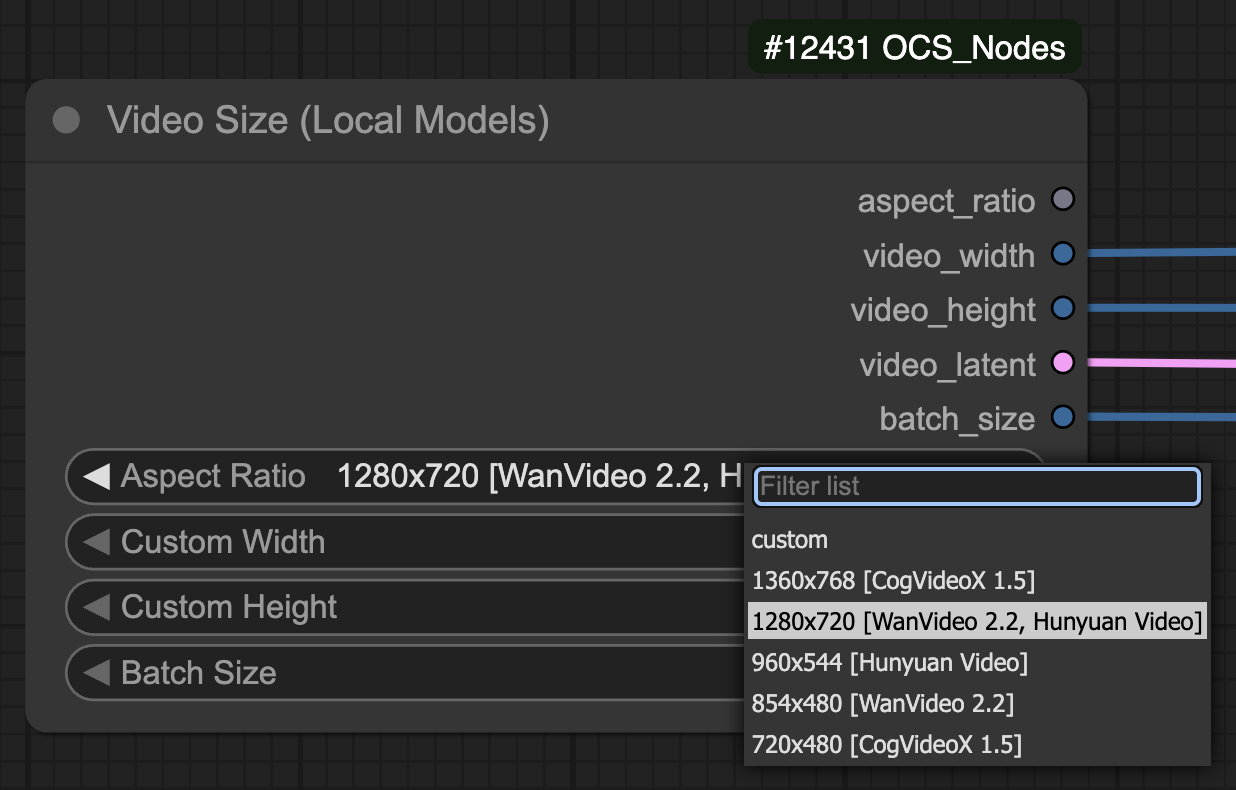 #12431 OCS_Nodes
Video Size (Local Models)
aspect_ratio
video_width
video_height
video_latent
batch_size
Aspect Ratio 1280x720 [WanVideo 2.2, H
Filter list
custom
1360x768 [CogVideoX 1.5]
1280x720 [WanVideo 2.2, Hunyuan Video]
960x544 [Hunyuan Video]
854x480 [WanVideo 2.2]
720x480 [CogVideoX 1.5]
Custom Width
Custom Height
Batch Size